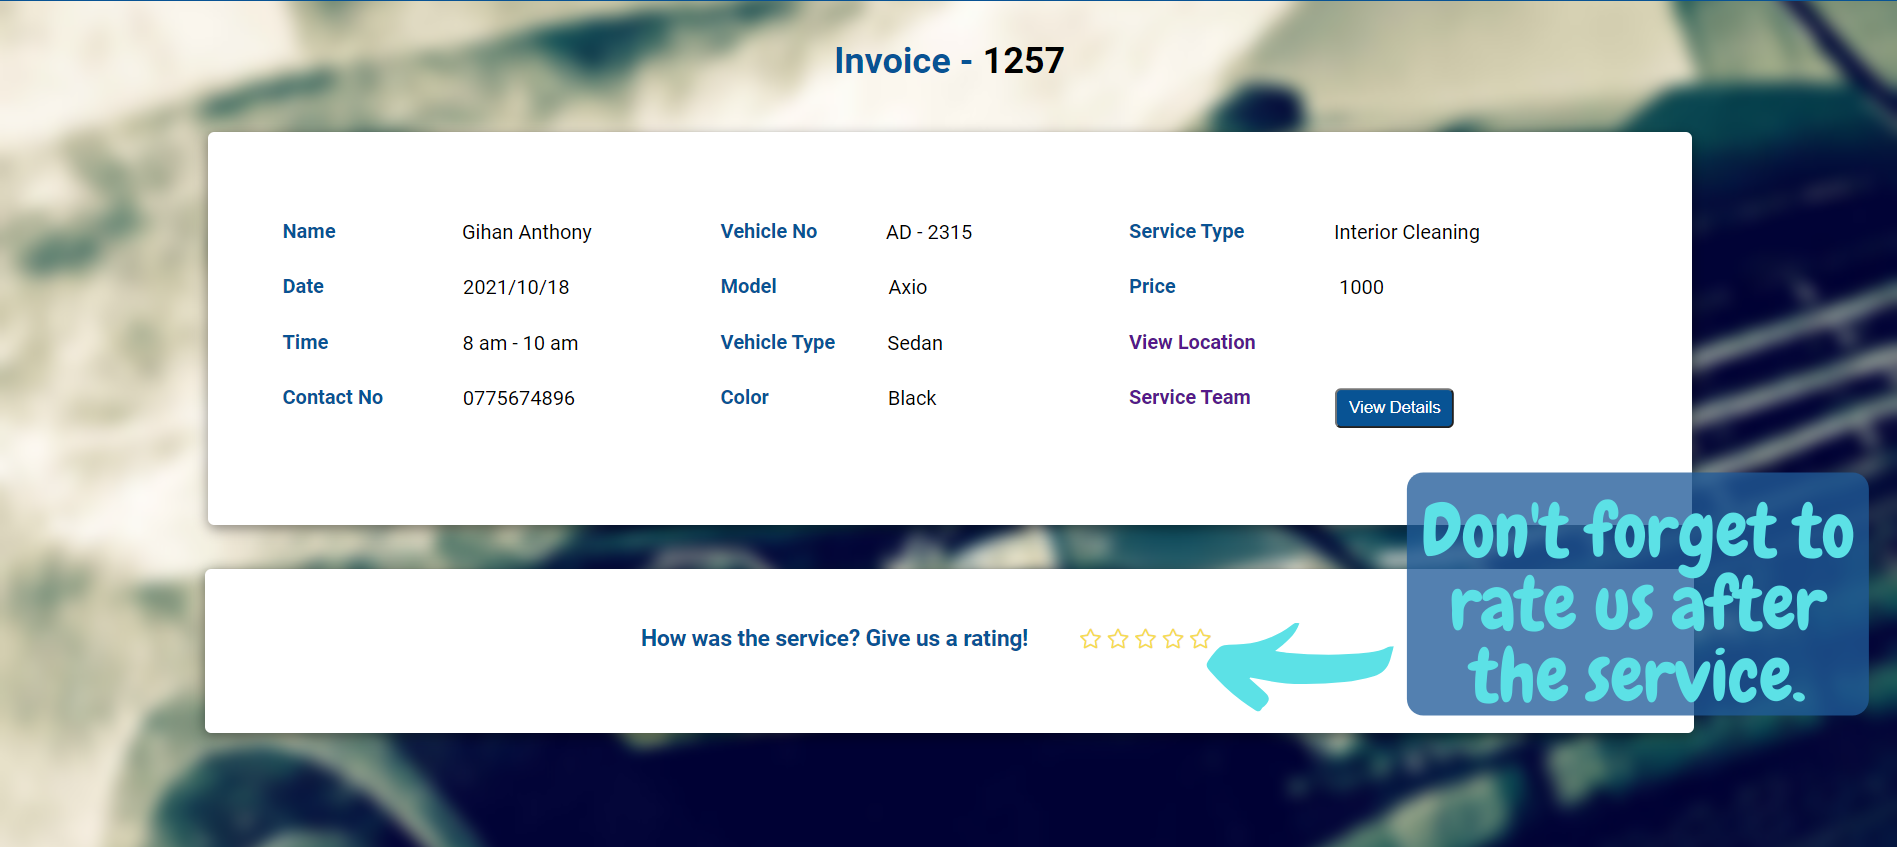 Invoice - 1257
Name Gihan Anthony Vehicle No AD - 2315 Service Type Interior Cleaning
Date 2021/10/18 Model Axio Price 1000
Time 8 am - 10 am Vehicle Type Sedan View Location
Contact No 0775674896 Color Black Service Team View Details
Don't forget to
rate us after
the service.
How was the service? Give us a rating!